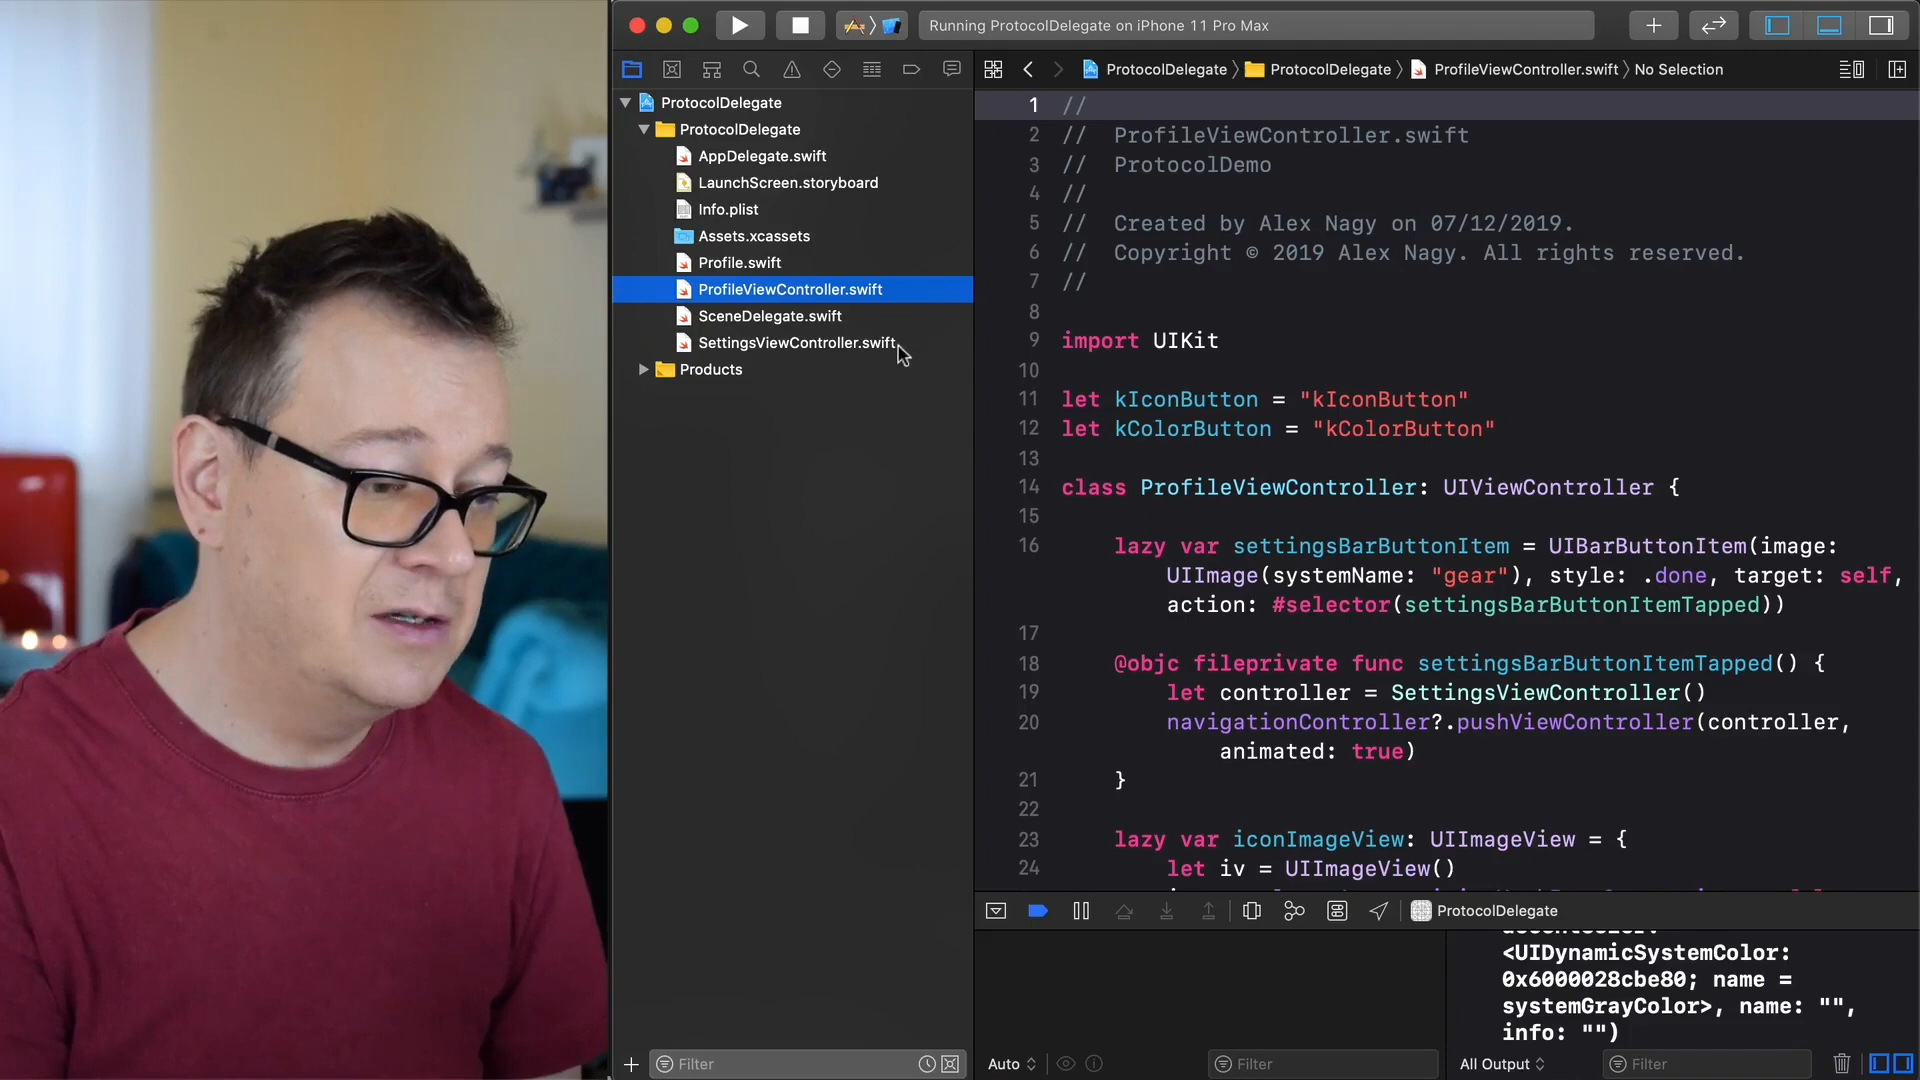 Running ProtocolDelegate on iPhone 11 Pro Max
ProtocolDelegate
ProtocolDelegate
AppDelegate.swift
LaunchScreen.storyboard
Info.plist
Assets.xcassets
Profile.swift
ProfileViewController.swift
SceneDelegate.swift
SettingsViewController.swift
Products
Filter
ProtocolDelegate 〉 ProtocolDelegate 〉 ProfileViewController.swift 〉 No Selection
1 //
2 //  ProfileViewController.swift
3 //  ProtocolDemo
4 //
5 //  Created by Alex Nagy on 07/12/2019.
6 //  Copyright © 2019 Alex Nagy. All rights reserved.
7 //
8
9 import UIKit
10
11 let kIconButton = "kIconButton"
12 let kColorButton = "kColorButton"
13
14 class ProfileViewController: UIViewController {
15
16 lazy var settingsBarButtonItem = UIBarButtonItem(image:
UIImage(systemName: "gear"), style: .done, target: self,
action: #selector(settingsBarButtonItemTapped))
17
18 @objc fileprivate func settingsBarButtonItemTapped() {
19 let controller = SettingsViewController()
20 navigationController?.pushViewController(controller,
animated: true)
21 }
22
23 lazy var iconImageView: UIImageView = {
24 let iv = UIImageView()
ProtocolDelegate
<UIDynamicSystemColor:
0x6000028cbe80; name =
systemGrayColor>, name: "",
info: "")
Auto
Filter
All Output
Filter